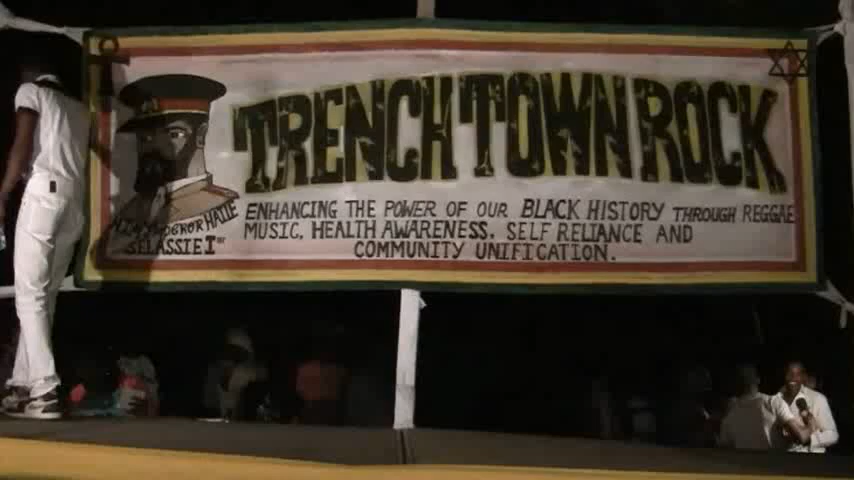 TRENCH TOWN ROCK
ENHANCING THE POWER OF OUR BLACK HISTORY THROUGH REGGAE
MUSIC, HEALTH AWARENESS. SELF RELIANCE AND
COMMUNITY UNIFICATION.
EMPEROR HAILE
SELASSIE I